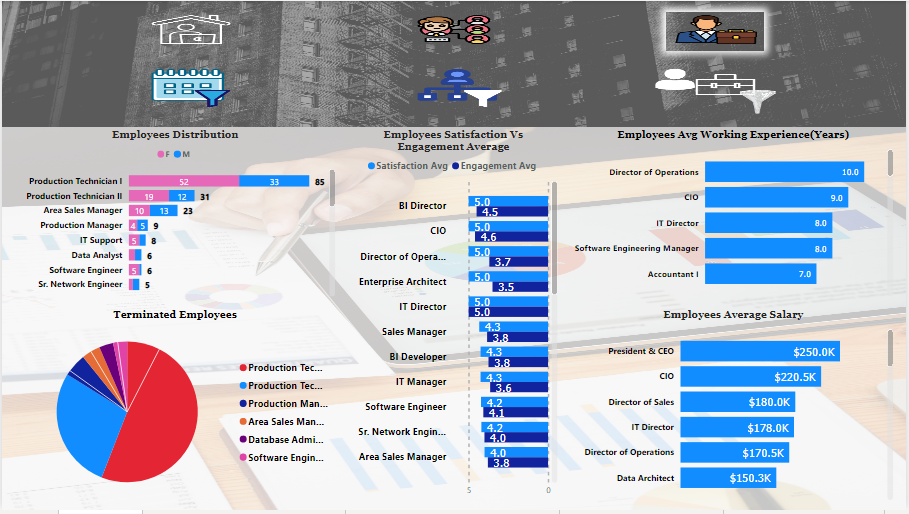 Employees Distribution
F M
Production Technician I 52 33 85
Production Technician II 19 12 31
Area Sales Manager 10 13 23
Production Manager 4 5 9
IT Support 5 8
Data Analyst 6
Software Engineer 5 6
Sr. Network Engineer 5
Terminated Employees
Production Tec...
Production Tec...
Production Man...
Area Sales Man...
Database Admi...
Software Engin...
Employees Satisfaction Vs
Engagement Average
Satisfaction Avg Engagement Avg
BI Director 5.0
4.5
CIO 5.0
4.6
Director of Opera... 5.0
3.7
Enterprise Architect 5.0
3.5
IT Director 5.0
5.0
Sales Manager 4.3
3.8
BI Developer 4.3
3.8
IT Manager 4.3
3.6
Software Engineer 4.2
4.1
Sr. Network Engin... 4.2
4.0
Area Sales Manager 4.0
3.8
5 0
Employees Avg Working Experience(Years)
Director of Operations 10.0
CIO 9.0
IT Director 8.0
Software Engineering Manager 8.0
Accountant I 7.0
Employees Average Salary
President & CEO $250.0K
CIO $220.5K
Director of Sales $180.0K
IT Director $178.0K
Director of Operations $170.5K
Data Architect $150.3K